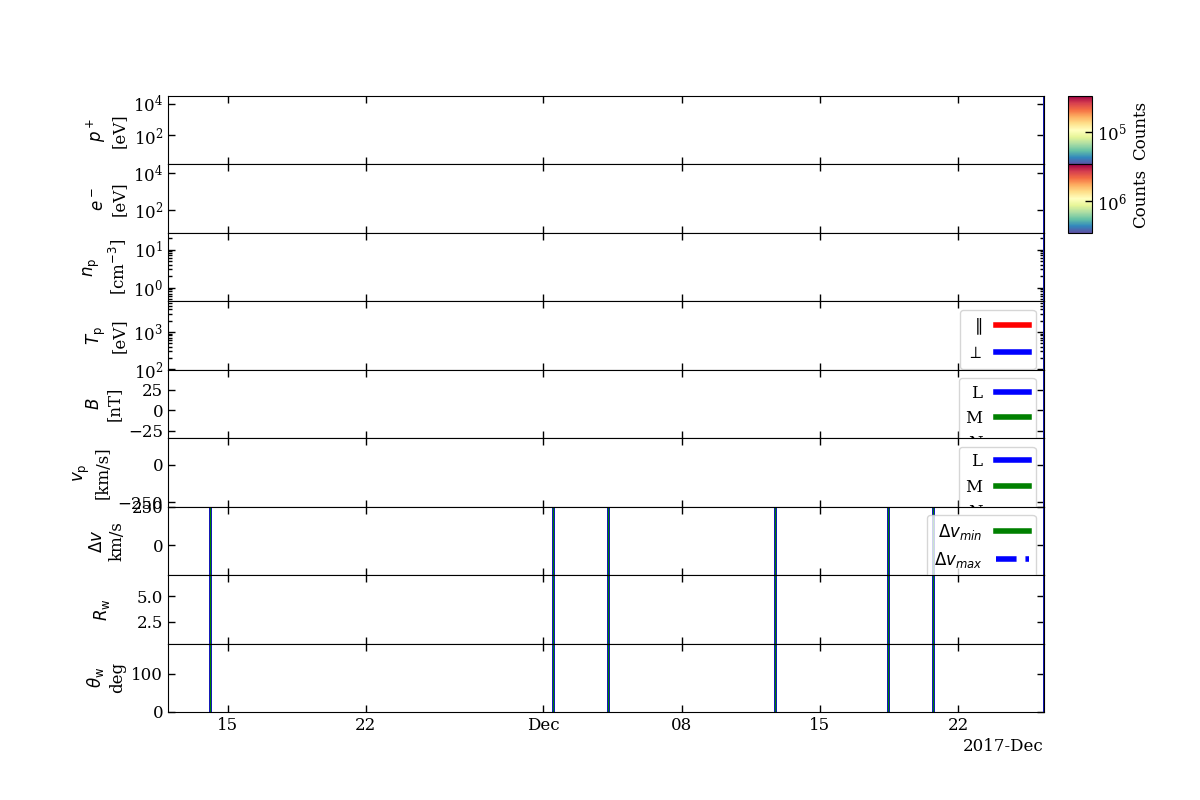 10^4
10^2
p^+
[eV]
10^5
Counts
10^4
10^2
e^−
[eV]
10^6
Counts
10^1
10^0
n_p
[cm^−3]
10^3
10^2
T_p
[eV]
∥
⊥
25
0
−25
B
[nT]
L
M
0
−250
v_p
[km/s]
L
M
250
0
Δv
km/s
Δv_min
Δv_max
5.0
2.5
R_w
100
0
θ_w
deg
15 22 Dec 08 15 22
2017-Dec